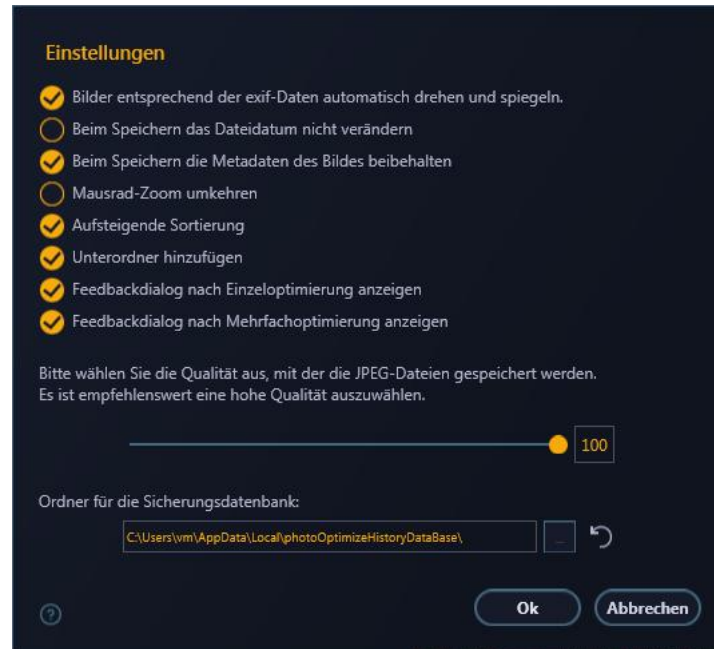 Einstellungen
Bilder entsprechend der exif-Daten automatisch drehen und spiegeln.
Beim Speichern das Dateidatum nicht verändern
Beim Speichern die Metadaten des Bildes beibehalten
Mausrad-Zoom umkehren
Aufsteigende Sortierung
Unterordner hinzufügen
Feedbackdialog nach Einzeloptimierung anzeigen
Feedbackdialog nach Mehrfachoptimierung anzeigen
Bitte wählen Sie die Qualität aus, mit der die JPEG-Dateien gespeichert werden.
Es ist empfehlenswert eine hohe Qualität auszuwählen.
100
Ordner für die Sicherungsdatenbank:
C:\Users\vm\AppData\Local\photoOptimizeHistoryDataBase\ ...
? Ok Abbrechen